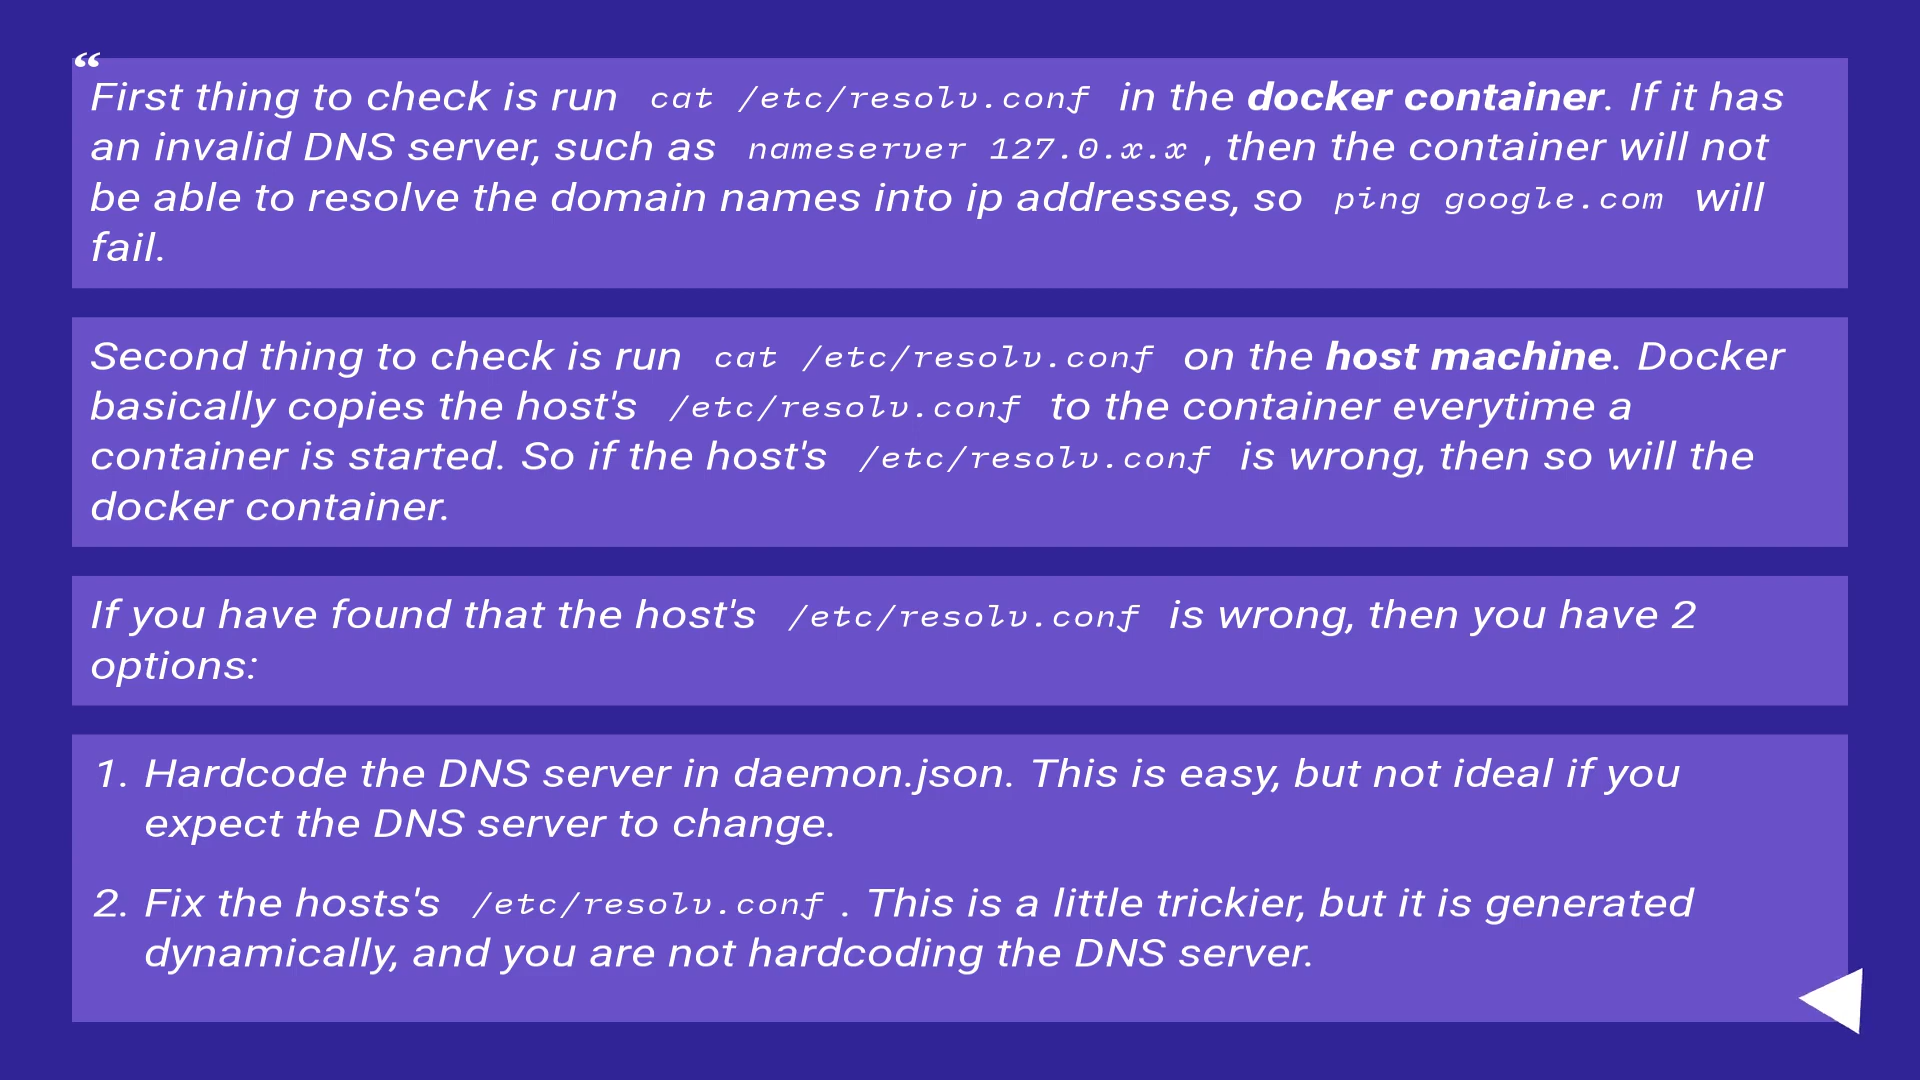 “
First thing to check is run cat /etc/resolv.conf in the docker container. If it has
an invalid DNS server, such as nameserver 127.0.x.x , then the container will not
be able to resolve the domain names into ip addresses, so ping google.com will
fail.
Second thing to check is run cat /etc/resolv.conf on the host machine. Docker
basically copies the host's /etc/resolv.conf to the container everytime a
container is started. So if the host's /etc/resolv.conf is wrong, then so will the
docker container.
If you have found that the host's /etc/resolv.conf is wrong, then you have 2
options:
1. Hardcode the DNS server in daemon.json. This is easy, but not ideal if you
expect the DNS server to change.
2. Fix the hosts's /etc/resolv.conf . This is a little trickier, but it is generated
dynamically, and you are not hardcoding the DNS server.